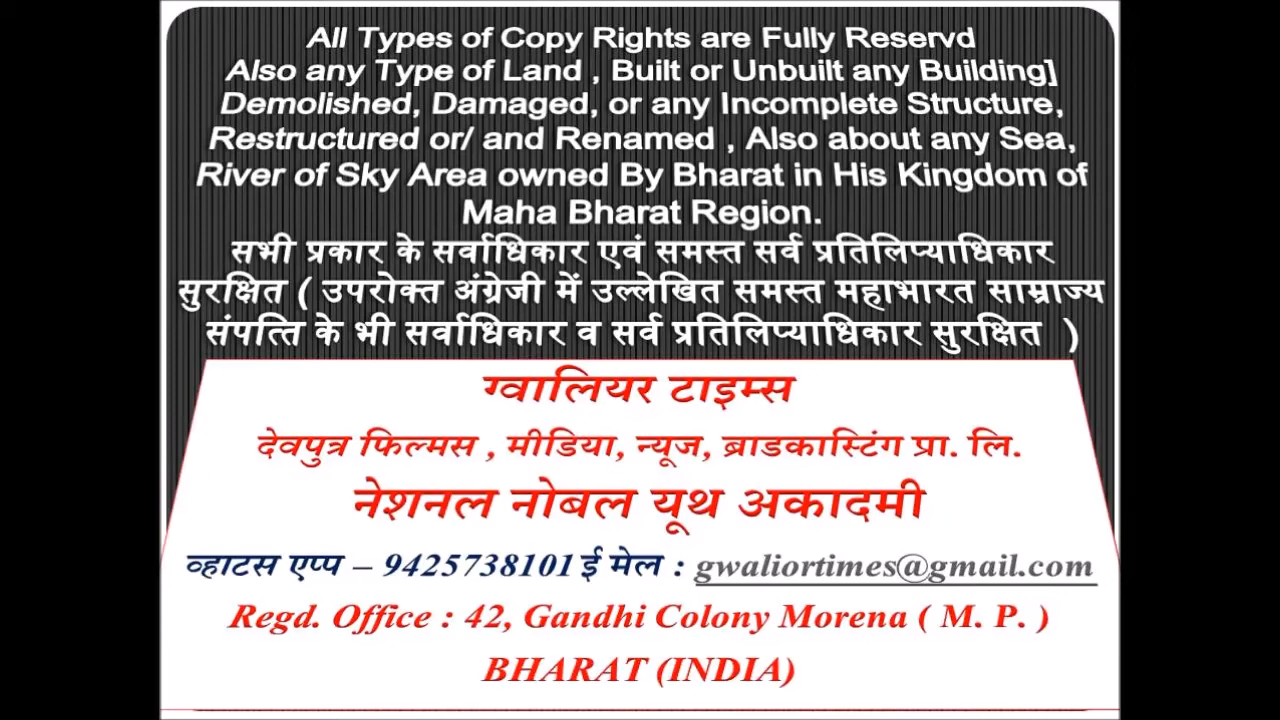 All Types of Copy Rights are Fully Reservd
Also any Type of Land , Built or Unbuilt any Building]
Demolished, Damaged, or any Incomplete Structure,
Restructured or/ and Renamed , Also about any Sea,
River of Sky Area owned By Bharat in His Kingdom of
Maha Bharat Region.
सभी प्रकार के सर्वाधिकार एवं समस्त सर्व प्रतिलिप्याधिकार
सुरक्षित ( उपरोक्त अंग्रेजी में उल्लेखित समस्त महाभारत साम्राज्य
संपत्ति के भी सर्वाधिकार व सर्व प्रतिलिप्याधिकार सुरक्षित )
ग्वालियर टाइम्स
देवपुत्र फिल्मस , मीडिया, न्यूज, ब्राडकास्टिंग प्रा. लि.
नेशनल नोबल यूथ अकादमी
व्हाटस एप्प – 9425738101 ई मेल : gwaliortimes@gmail.com
Regd. Office : 42, Gandhi Colony Morena ( M. P. )
BHARAT (INDIA)